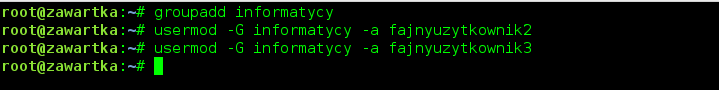 root@zawartka:~# groupadd informatycy
root@zawartka:~# usermod -G informatycy -a fajnyuzytkownik2
root@zawartka:~# usermod -G informatycy -a fajnyuzytkownik3
root@zawartka:~#